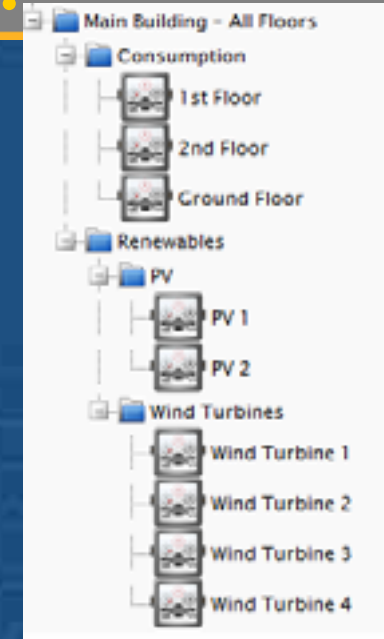 Main Building - All Floors
Consumption
1st Floor
2nd Floor
Ground Floor
Renewables
PV
PV 1
PV 2
Wind Turbines
Wind Turbine 1
Wind Turbine 2
Wind Turbine 3
Wind Turbine 4